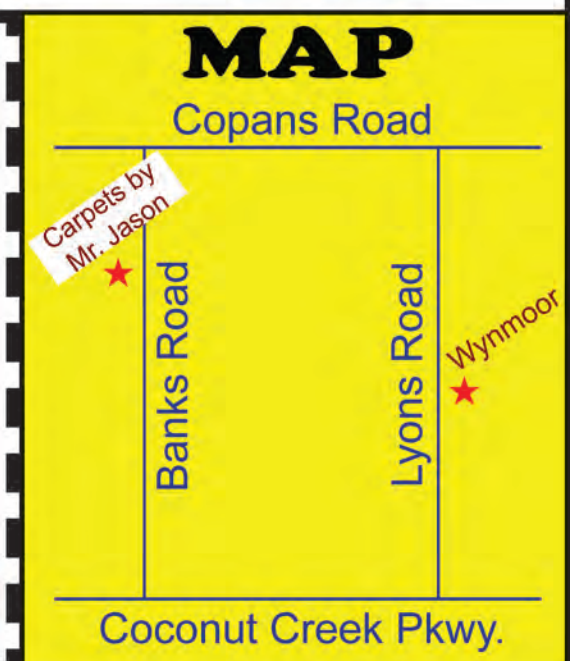 MAP
Copans Road
Carpets by
Mr. Jason
Banks Road
Lyons Road
Wynmoor
Coconut Creek Pkwy.